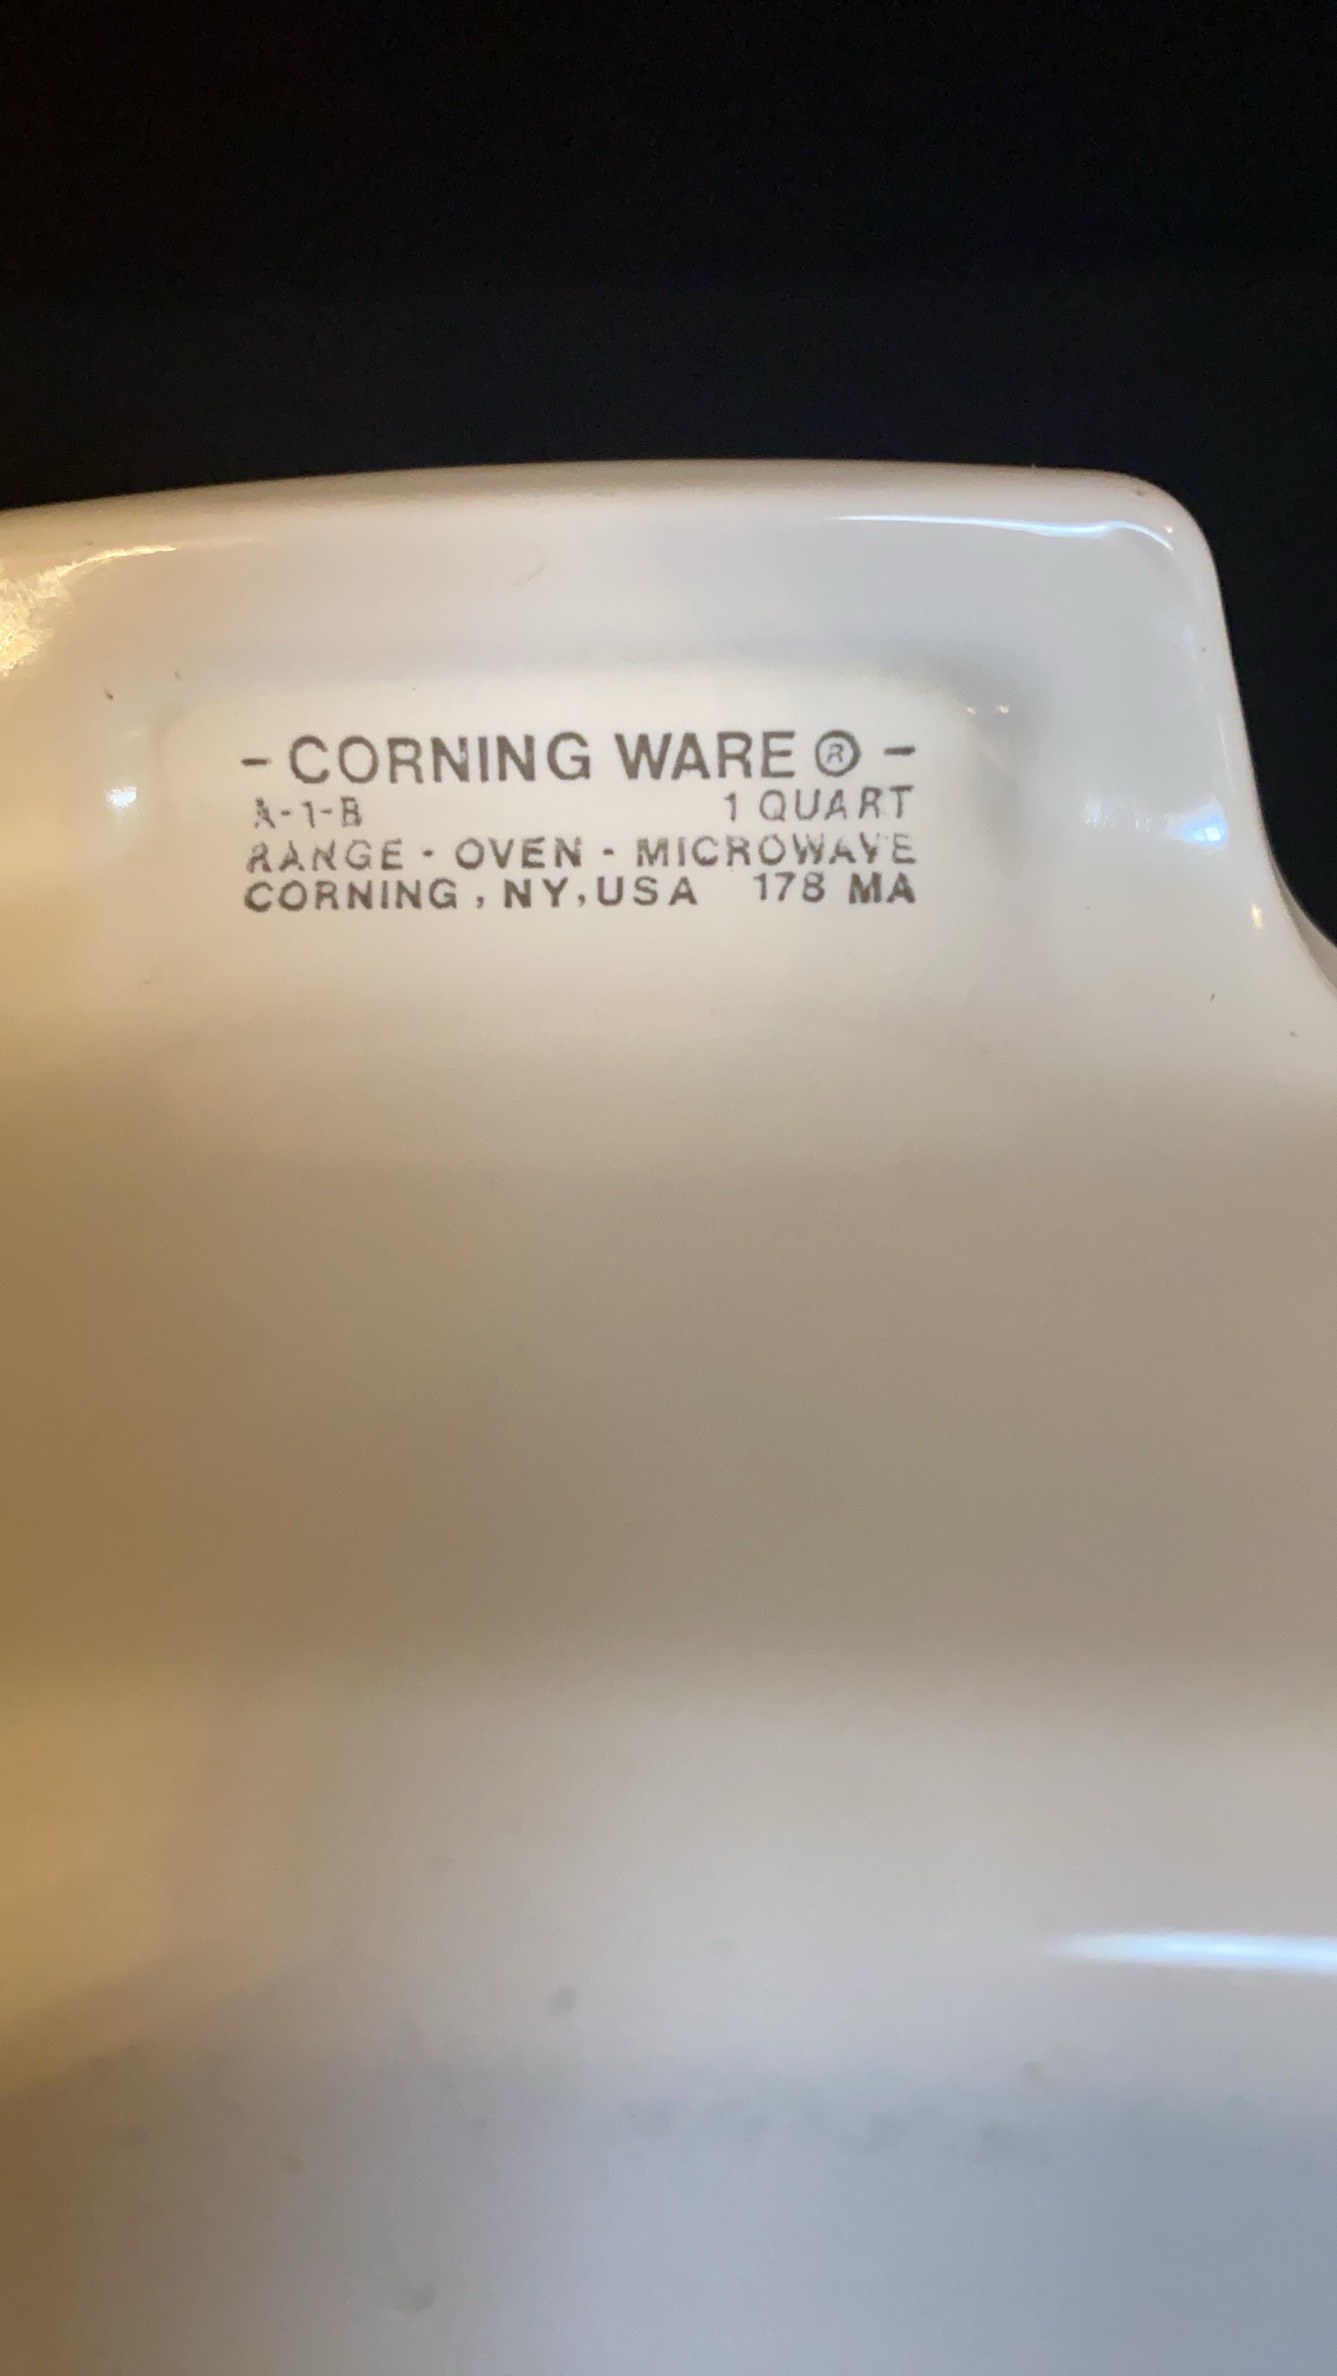 - CORNING WARE ® -
A-1-B 1 QUART
RANGE - OVEN - MICROWAVE
CORNING, NY, USA 178 MA